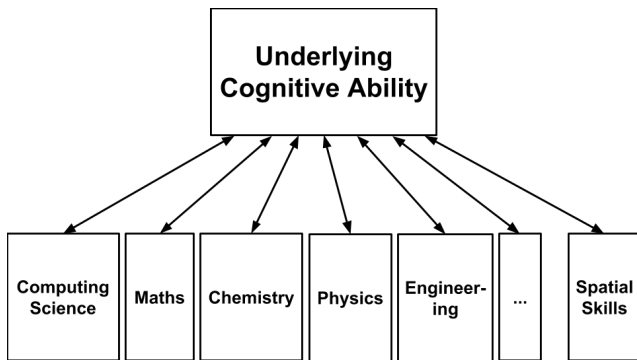 Underlying
Cognitive Ability
Computing
Science
Maths
Chemistry
Physics
Engineer-
ing
...
Spatial
Skills